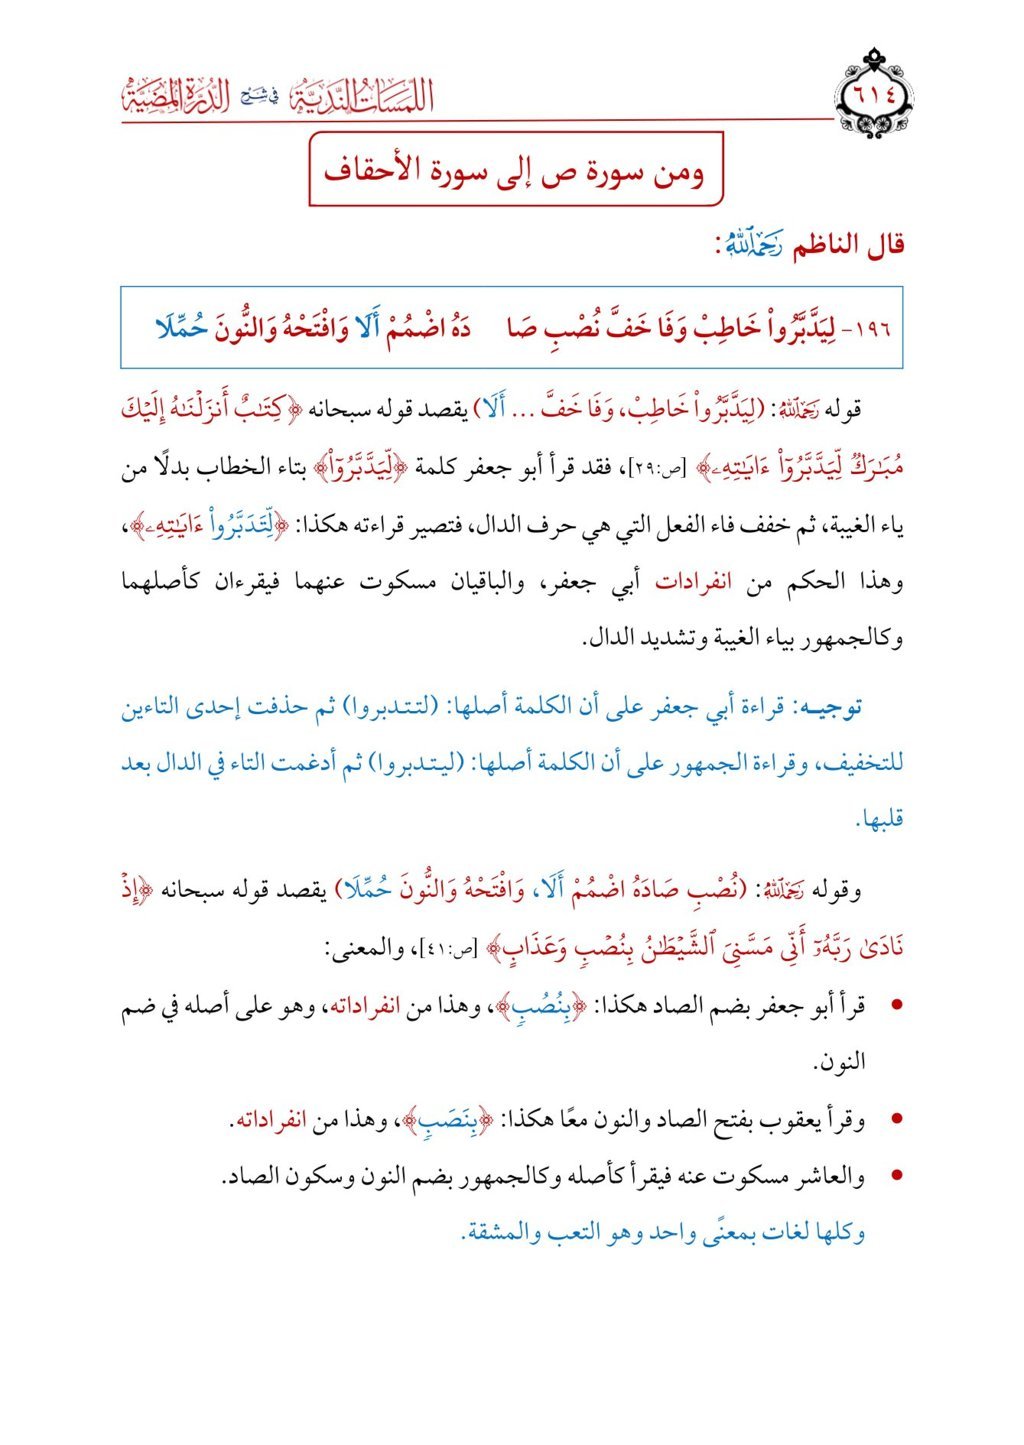 ٦١٤
اللمسات الندية في شرح الدرة المضية
ومن سورة ص إلى سورة الأحقاف
قال الناظم رَحِمَهُ اللَّهُ:
١٩٦- لِيَدَّبَّرُواْ خَاطِبْ وَفَا خَفَّ نُصْبِ صَا دَهُ اضْمُمْ أَلَا وَافْتَحْهُ وَالنُّونَ حُمِّلَا
قوله رَحِمَهُ اللَّهُ: (لِيَدَّبَّرُواْ خَاطِبْ، وَفَا خَفَّ ... أَلَا) يقصد قوله سبحانه ﴿كِتَٰبٌ أَنزَلۡنَٰهُ إِلَيۡكَ
مُبَٰرَكٞ لِّيَدَّبَّرُوٓاْ ءَايَٰتِهِۦ﴾ [ص:٢٩]، فقد قرأ أبو جعفر كلمة ﴿لِّيَدَّبَّرُوٓاْ﴾ بتاء الخطاب بدلًا من
ياء الغيبة، ثم خفف فاء الفعل التي هي حرف الدال، فتصير قراءته هكذا: ﴿لِّتَدَبَّرُواْ ءَايَٰتِهِۦ﴾،
وهذا الحكم من انفرادات أبي جعفر، والباقيان مسكوت عنهما فيقرءان كأصلهما
وكالجمهور بياء الغيبة وتشديد الدال.
توجيـه: قراءة أبي جعفر على أن الكلمة أصلها: (لتـتـدبروا) ثم حذفت إحدى التاءين
للتخفيف، وقراءة الجمهور على أن الكلمة أصلها: (ليـتـدبروا) ثم أدغمت التاء في الدال بعد
قلبها.
وقوله رَحِمَهُ اللَّهُ: (نُصْبِ صَادَهُ اضْمُمْ أَلَا، وَافْتَحْهُ وَالنُّونَ حُمِّلَا) يقصد قوله سبحانه ﴿إِذۡ
نَادَىٰ رَبَّهُۥٓ أَنِّي مَسَّنِيَ ٱلشَّيۡطَٰنُ بِنُصۡبٖ وَعَذَابٍ﴾ [ص:٤١]، والمعنى:
• قرأ أبو جعفر بضم الصاد هكذا: ﴿بِنُصُبٖ﴾، وهذا من انفراداته، وهو على أصله في ضم
النون.
• وقرأ يعقوب بفتح الصاد والنون معًا هكذا: ﴿بِنَصَبٖ﴾، وهذا من انفراداته.
• والعاشر مسكوت عنه فيقرأ كأصله وكالجمهور بضم النون وسكون الصاد.
وكلها لغات بمعنًى واحد وهو التعب والمشقة.